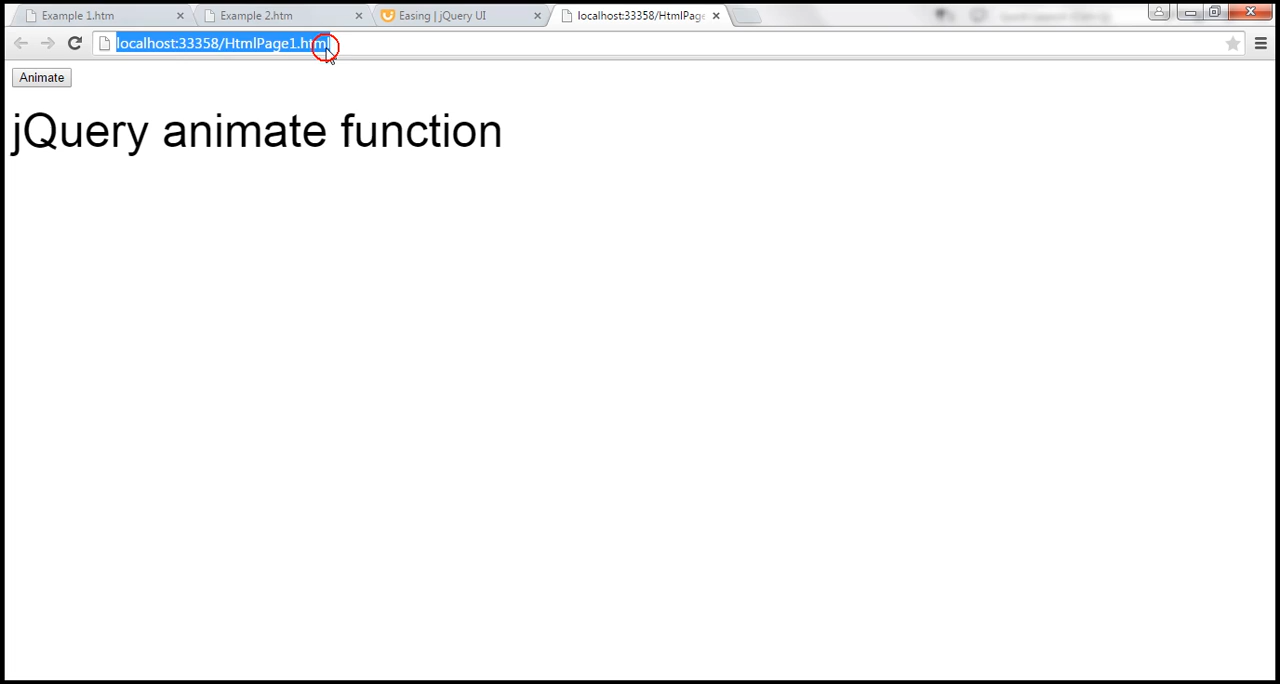 Example 1.htm
Example 2.htm
Easing | jQuery UI
localhost:33358/HtmlPage
localhost:33358/HtmlPage1.html
Animate
jQuery animate function